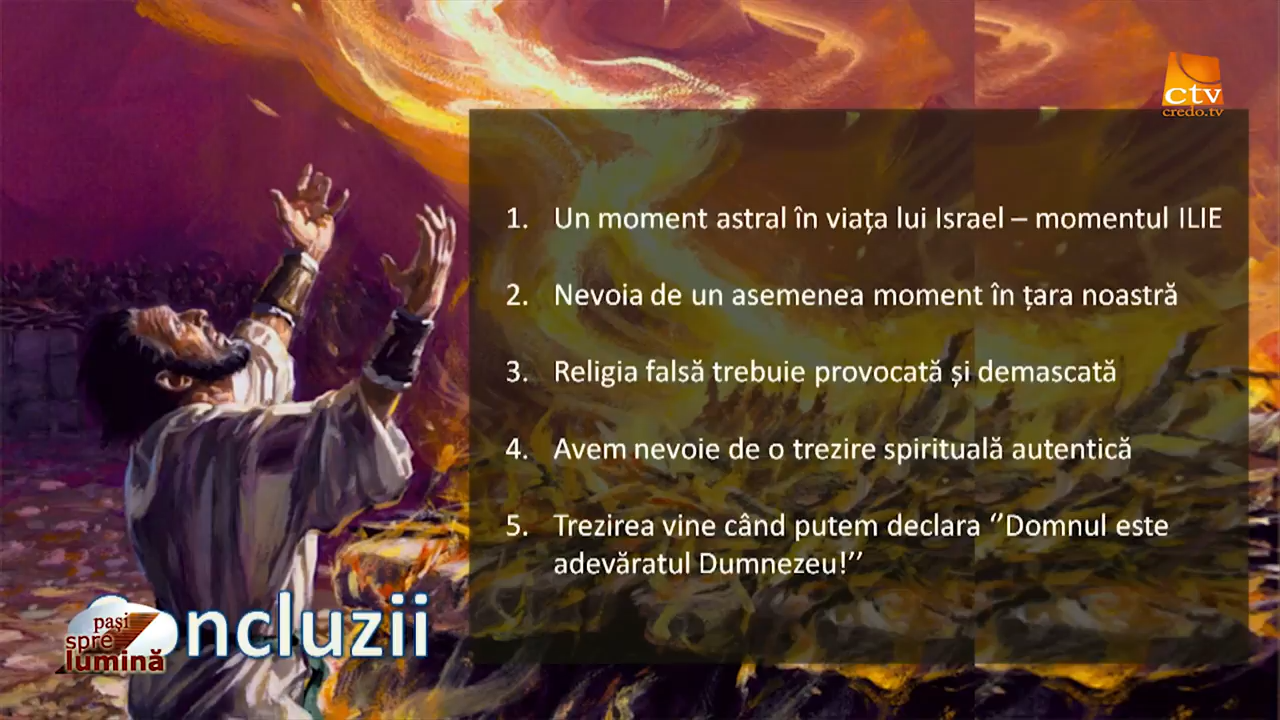 ctv
credo.tv
1. Un moment astral în viața lui Israel – momentul ILIE
2. Nevoia de un asemenea moment în țara noastră
3. Religia falsă trebuie provocată și demascată
4. Avem nevoie de o trezire spirituală autentică
5. Trezirea vine când putem declara ‘’Domnul este
adevăratul Dumnezeu!’’
ncluzii
pași
spre
lumină